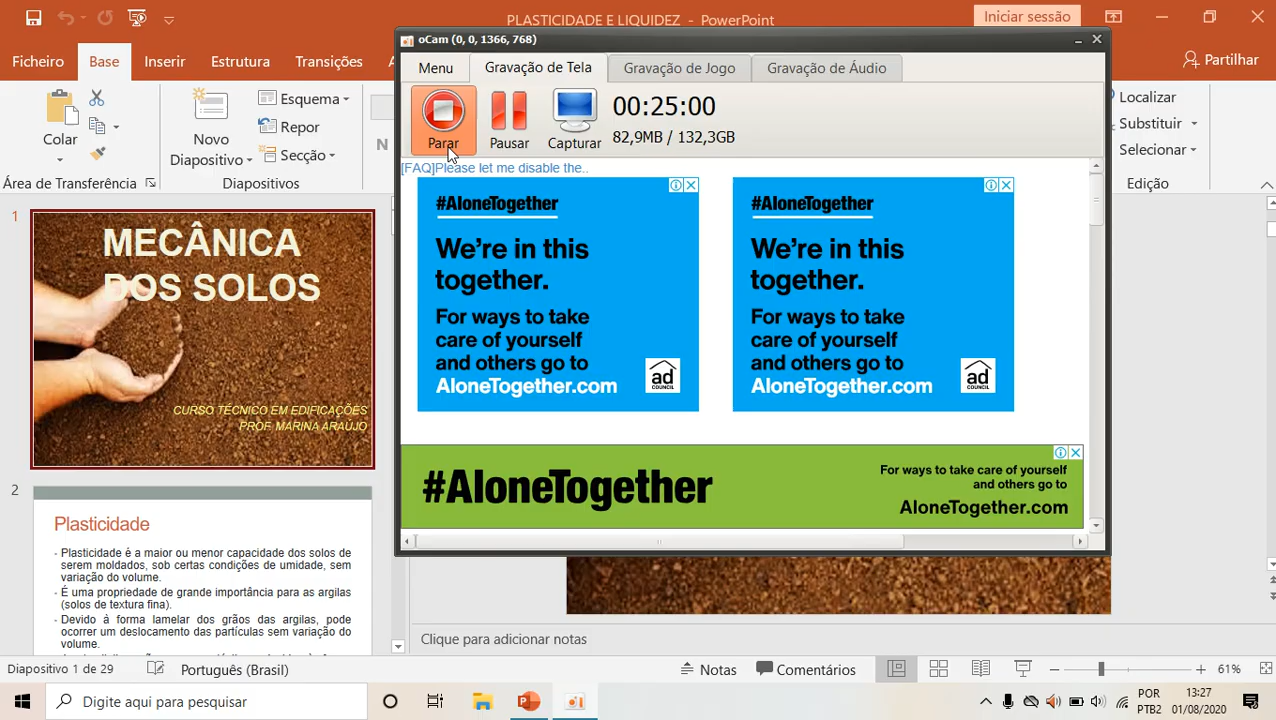 PLASTICIDADE E LIQUIDEZ - PowerPoint
Iniciar sessão
Ficheiro
Base
Inserir
Estrutura
Transições
Partilhar
Colar
Novo
Diapositivo
Esquema
Repor
Secção
N
Localizar
Substituir
Selecionar
Área de Transferência
Diapositivos
Edição
oCam (0, 0, 1366, 768)
Menu
Gravação de Tela
Gravação de Jogo
Gravação de Áudio
Parar
Pausar
Capturar
00:25:00
82,9MB / 132,3GB
[FAQ]Please let me disable the..
#AloneTogether
We're in this
together.
For ways to take
care of yourself
and others go to
AloneTogether.com
ad
COUNCIL
#AloneTogether
We're in this
together.
For ways to take
care of yourself
and others go to
AloneTogether.com
ad
COUNCIL
#AloneTogether
For ways to take care of yourself
and others go to
AloneTogether.com
1
MECÂNICA
DOS SOLOS
CURSO TÉCNICO EM EDIFICAÇÕES
PROF. MARINA ARAÚJO
2
Plasticidade
- Plasticidade é a maior ou menor capacidade dos solos de
serem moldados, sob certas condições de umidade, sem
variação do volume.
- É uma propriedade de grande importância para as argilas
(solos de textura fina).
- Devido à forma lamelar dos grãos das argilas, pode
ocorrer um deslocamento das partículas sem variação do
volume.
Clique para adicionar notas
Diapositivo 1 de 29
Português (Brasil)
Notas
Comentários
61%
Digite aqui para pesquisar
POR
PTB2
13:27
01/08/2020